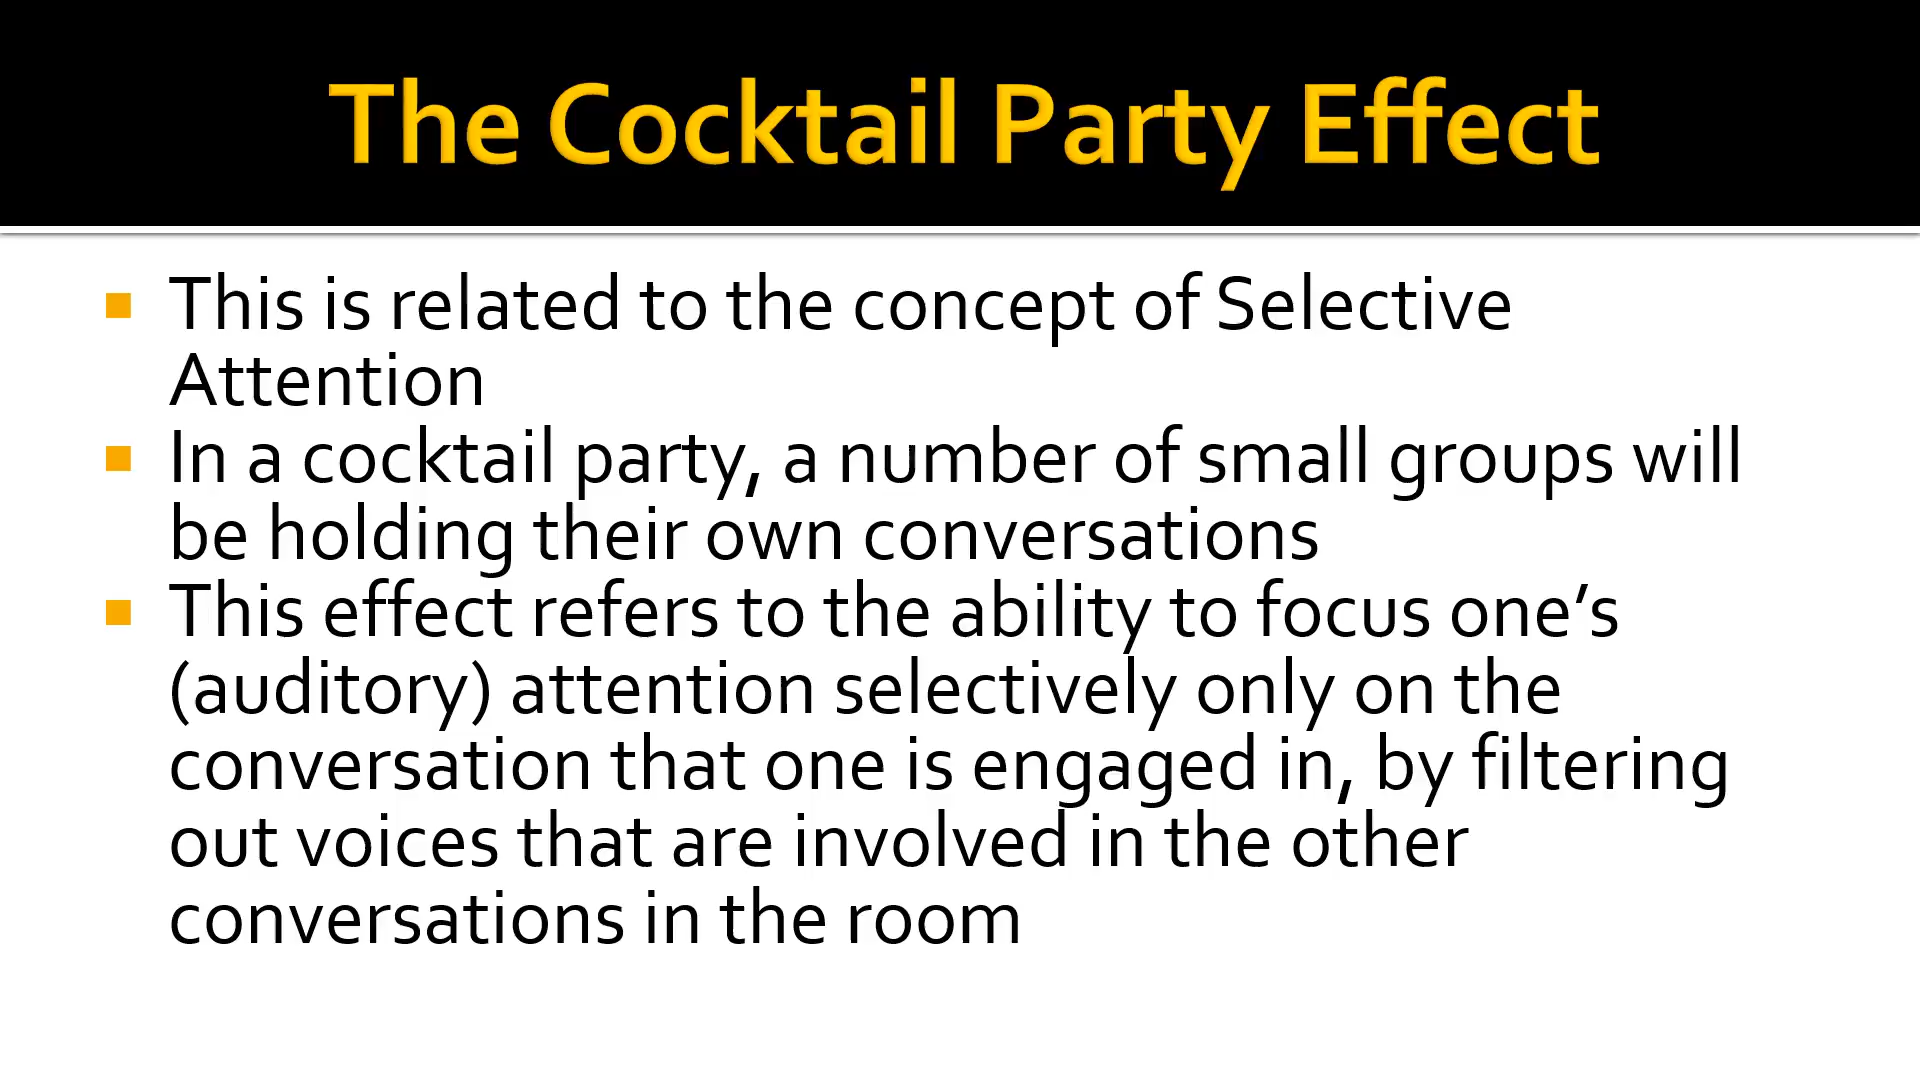 The Cocktail Party Effect
This is related to the concept of Selective
Attention
In a cocktail party, a number of small groups will
be holding their own conversations
This effect refers to the ability to focus one’s
(auditory) attention selectively only on the
conversation that one is engaged in, by filtering
out voices that are involved in the other
conversations in the room